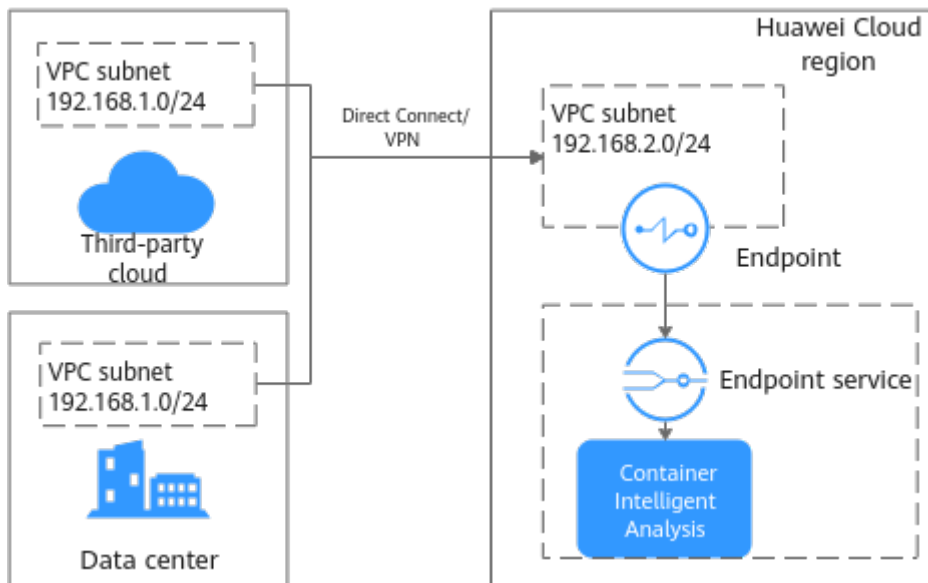 VPC subnet
192.168.1.0/24
Third-party
cloud
VPC subnet
192.168.1.0/24
Data center
Direct Connect/
VPN
Huawei Cloud
region
VPC subnet
192.168.2.0/24
Endpoint
Endpoint service
Container
Intelligent
Analysis